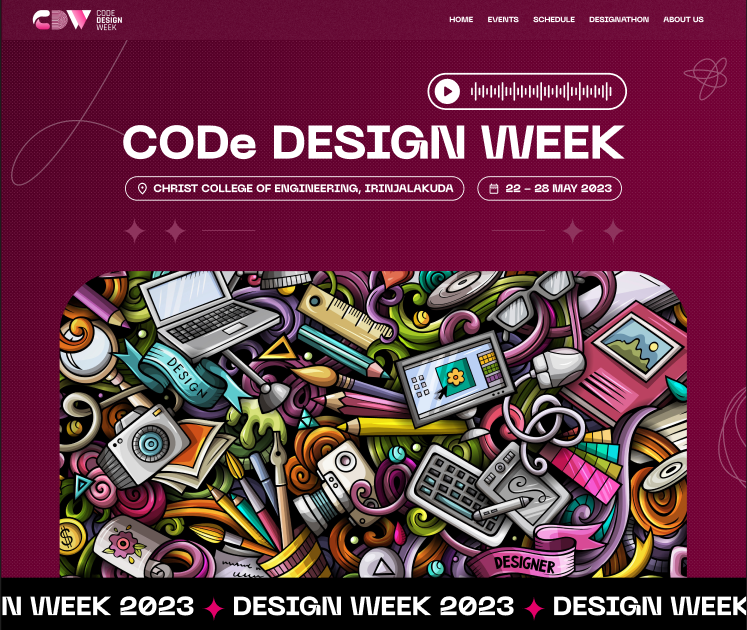 CODE
DESIGN
WEEK
HOME EVENTS SCHEDULE DESIGNATHON ABOUT US
CODe DESIGN WEEK
CHRIST COLLEGE OF ENGINEERING, IRINJALAKUDA
22 - 28 MAY 2023
DESIGN
DESIGNER
N WEEK 2023 DESIGN WEEK 2023 DESIGN WEEK